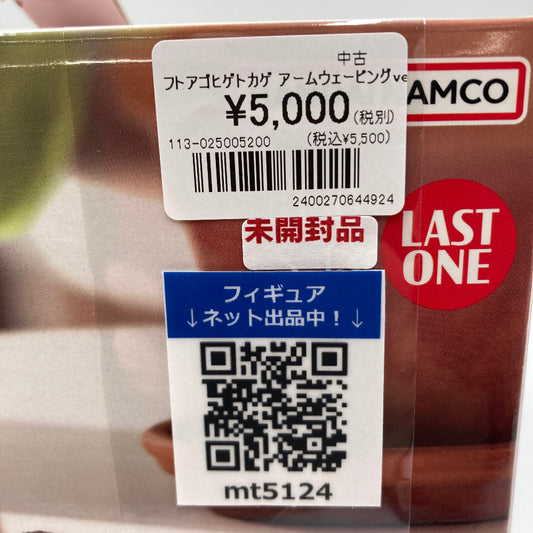 中古
フトアゴヒゲトカゲ アームウェービングve
¥5,000(税別)
113-025005200 (税込¥5,500)
2400270644924
AMCO
未開封品
LAST
ONE
フィギュア
↓ネット出品中!↓
mt5124